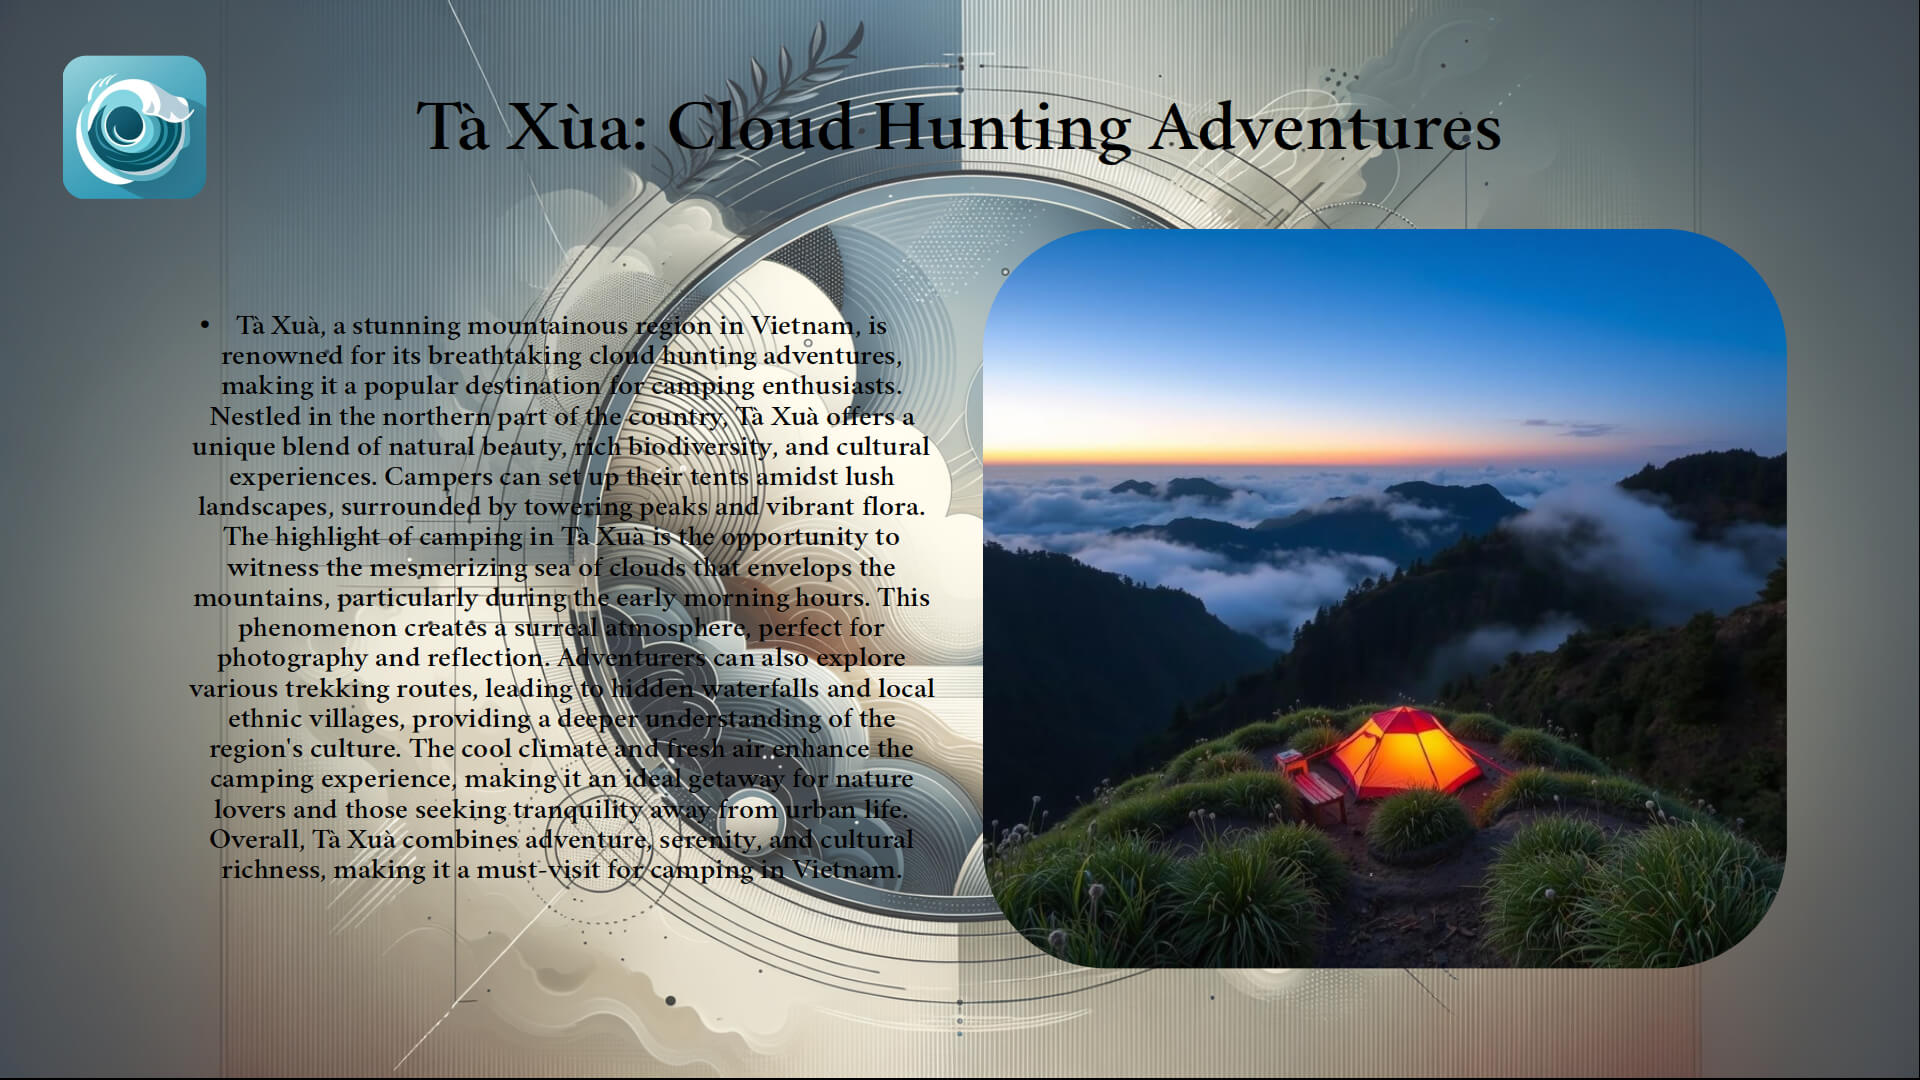 Tà Xùa: Cloud Hunting Adventures
• Tà Xuà, a stunning mountainous region in Vietnam, is
renowned for its breathtaking cloud hunting adventures,
making it a popular destination for camping enthusiasts.
Nestled in the northern part of the country, Tà Xuà offers a
unique blend of natural beauty, rich biodiversity, and cultural
experiences. Campers can set up their tents amidst lush
landscapes, surrounded by towering peaks and vibrant flora.
The highlight of camping in Tà Xuà is the opportunity to
witness the mesmerizing sea of clouds that envelops the
mountains, particularly during the early morning hours. This
phenomenon creates a surreal atmosphere, perfect for
photography and reflection. Adventurers can also explore
various trekking routes, leading to hidden waterfalls and local
ethnic villages, providing a deeper understanding of the
region's culture. The cool climate and fresh air enhance the
camping experience, making it an ideal getaway for nature
lovers and those seeking tranquility away from urban life.
Overall, Tà Xuà combines adventure, serenity, and cultural
richness, making it a must-visit for camping in Vietnam.